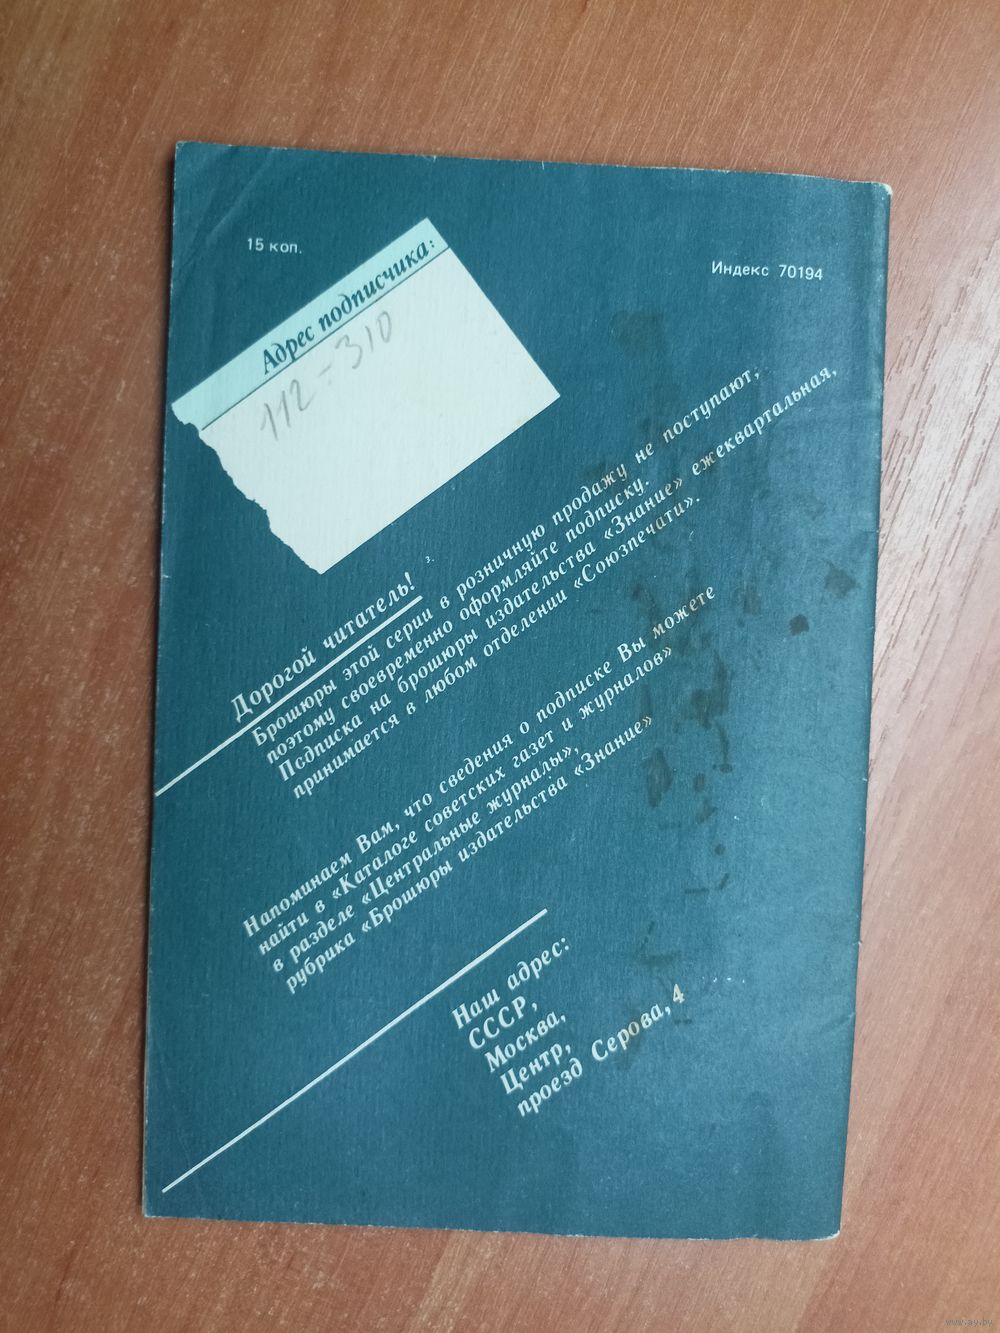 15 коп.
Индекс 70194
Адрес подписчика:
112-310
Дорогой читатель!
Брошюры этой серии в розничную продажу не поступают,
поэтому своевременно оформляйте подписку.
Подписка на брошюры издательства «Знание» ежеквартальная,
принимается в любом отделении «Союзпечати».
Напоминаем Вам, что сведения о подписке Вы можете
найти в «Каталоге советских газет и журналов»
в разделе «Центральные журналы»,
рубрика «Брошюры издательства «Знание»
Наш адрес:
СССР,
Москва,
Центр,
проезд Серова, 4
www.ay.by